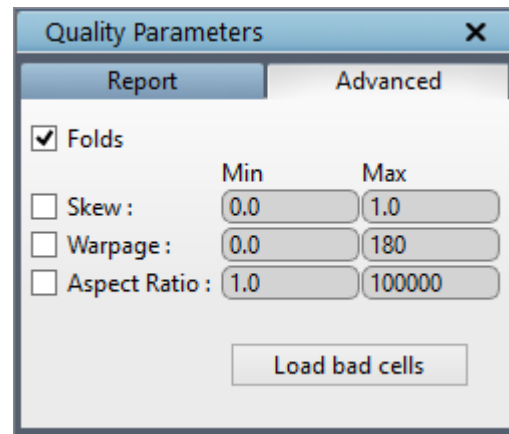 Quality Parameters
Report Advanced
Folds
Min Max
Skew : 0.0 1.0
Warpage : 0.0 180
Aspect Ratio : 1.0 100000
Load bad cells